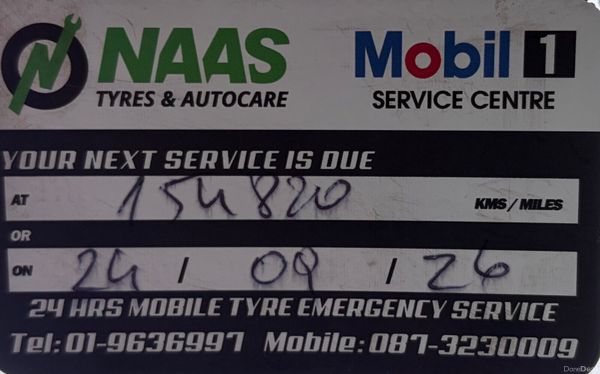 NAAS
TYRES & AUTOCARE
Mobil 1
SERVICE CENTRE
YOUR NEXT SERVICE IS DUE
AT 154820 KMS/MILES
OR
ON 24 / 09 / 26
24 HRS MOBILE TYRE EMERGENCY SERVICE
Tel: 01-9636997 Mobile: 087-3230009